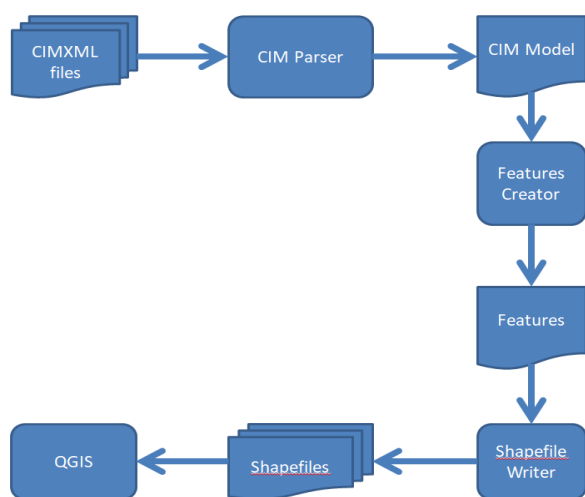 CIMXML
files
CIM Parser
CIM Model
Features
Creator
Features
Shapefile
Writer
Shapefiles
QGIS